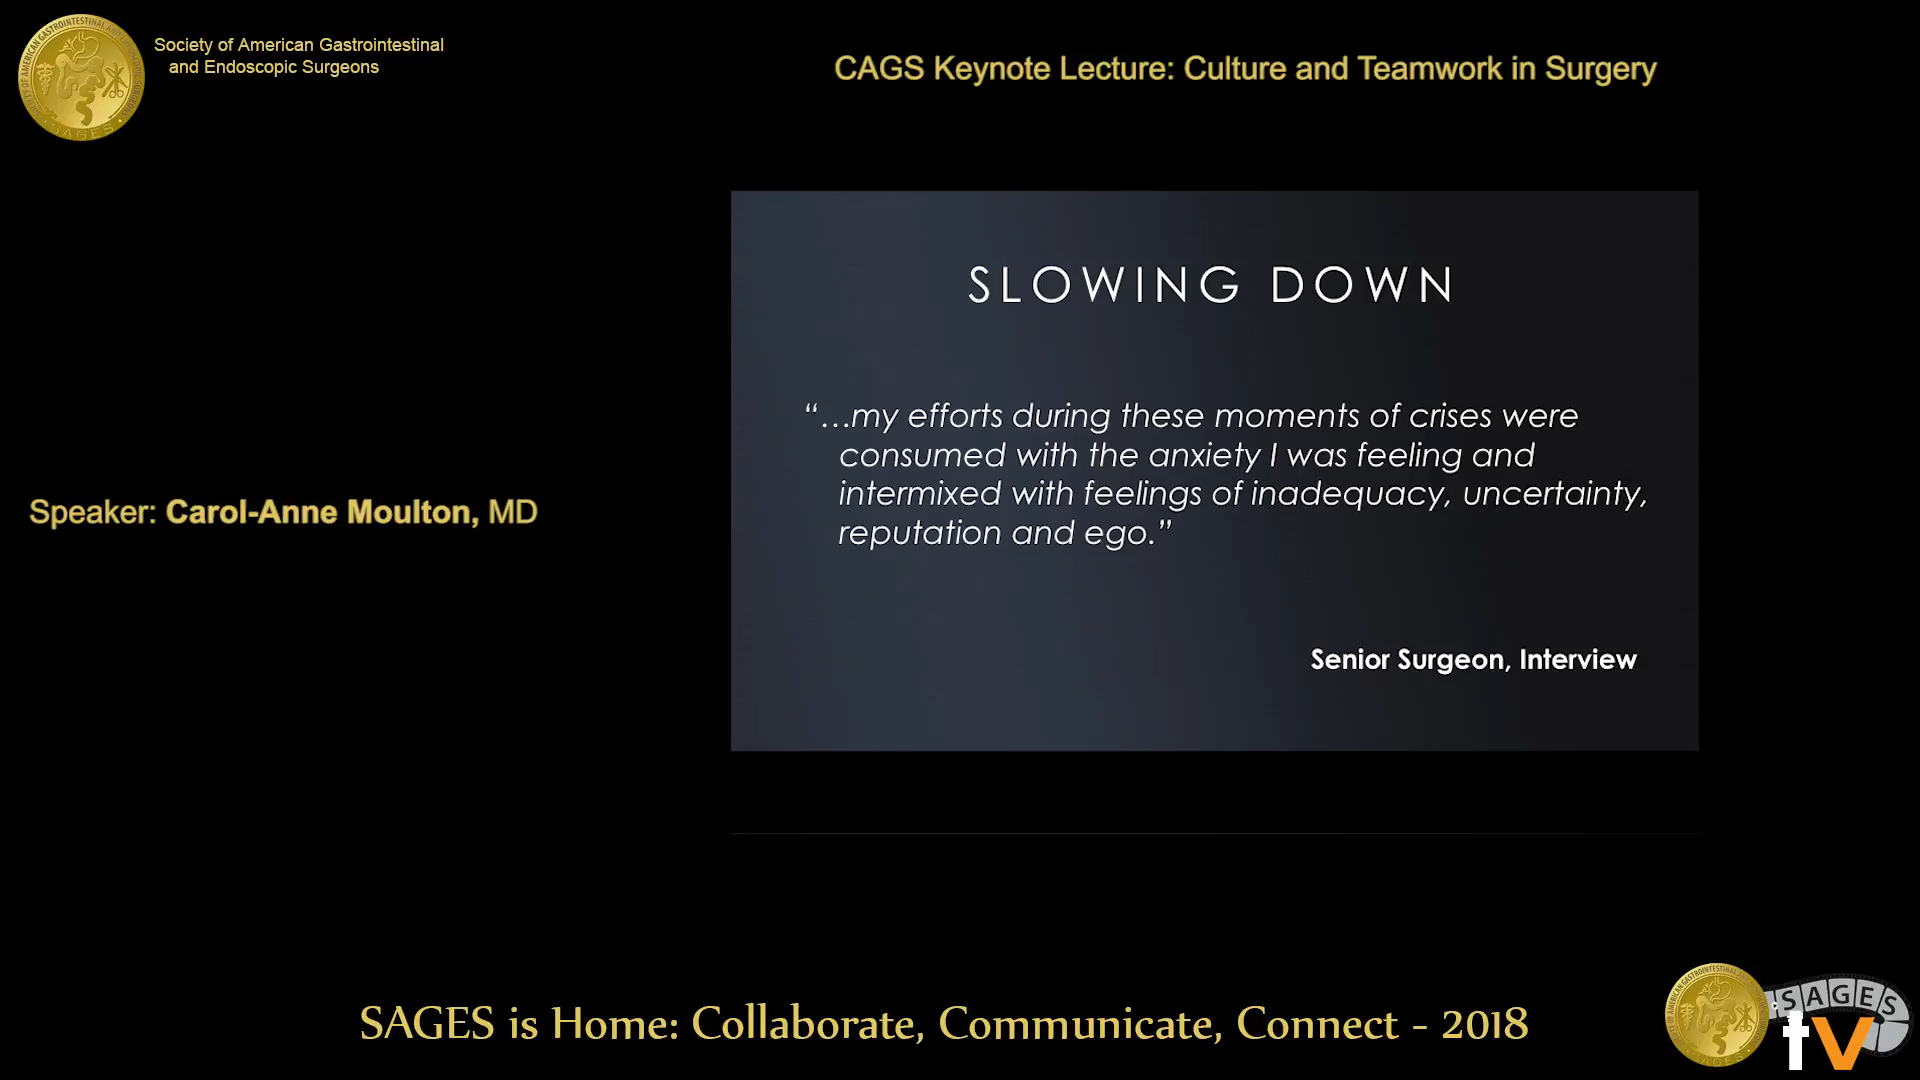 Society of American Gastrointestinal
and Endoscopic Surgeons
CAGS Keynote Lecture: Culture and Teamwork in Surgery
SLOWING DOWN
“…my efforts during these moments of crises were
consumed with the anxiety I was feeling and
intermixed with feelings of inadequacy, uncertainty,
reputation and ego.”
Senior Surgeon, Interview
Speaker: Carol-Anne Moulton, MD
SAGES is Home: Collaborate, Communicate, Connect - 2018
SAGES
tv